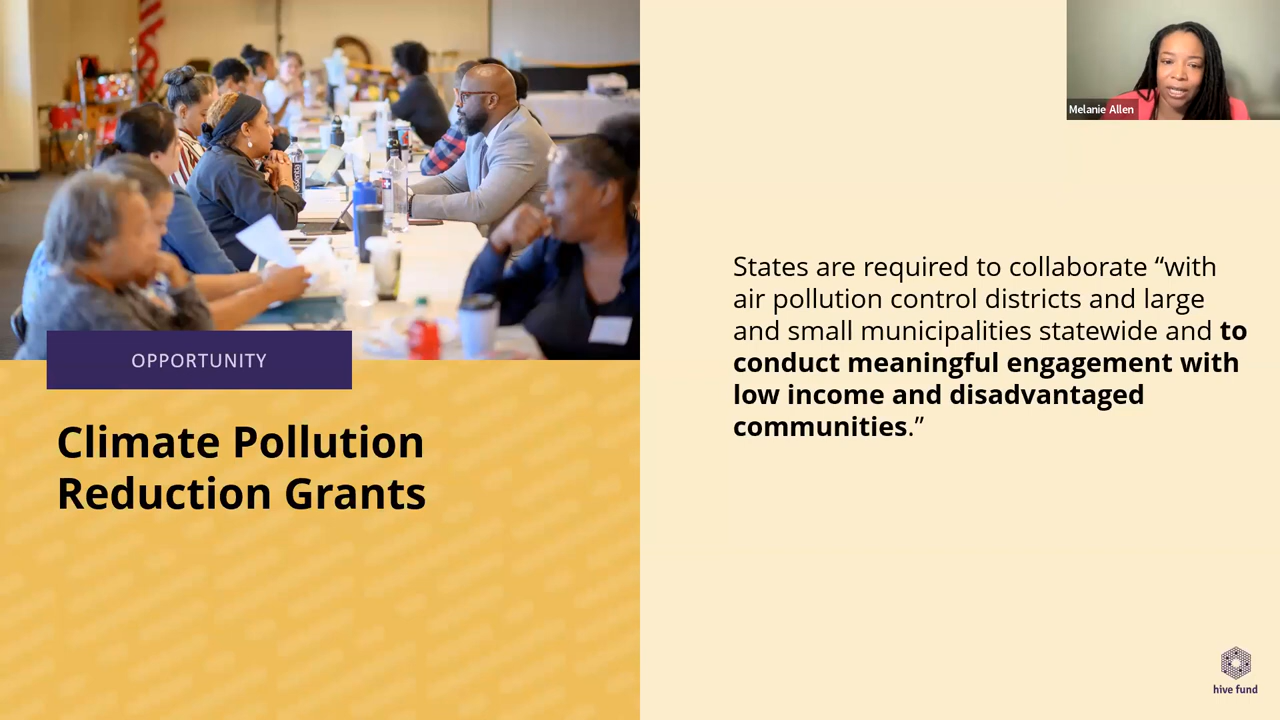 Melanie Allen
OPPORTUNITY
Climate Pollution
Reduction Grants
States are required to collaborate “with
air pollution control districts and large
and small municipalities statewide and to
conduct meaningful engagement with
low income and disadvantaged
communities.”
hive fund